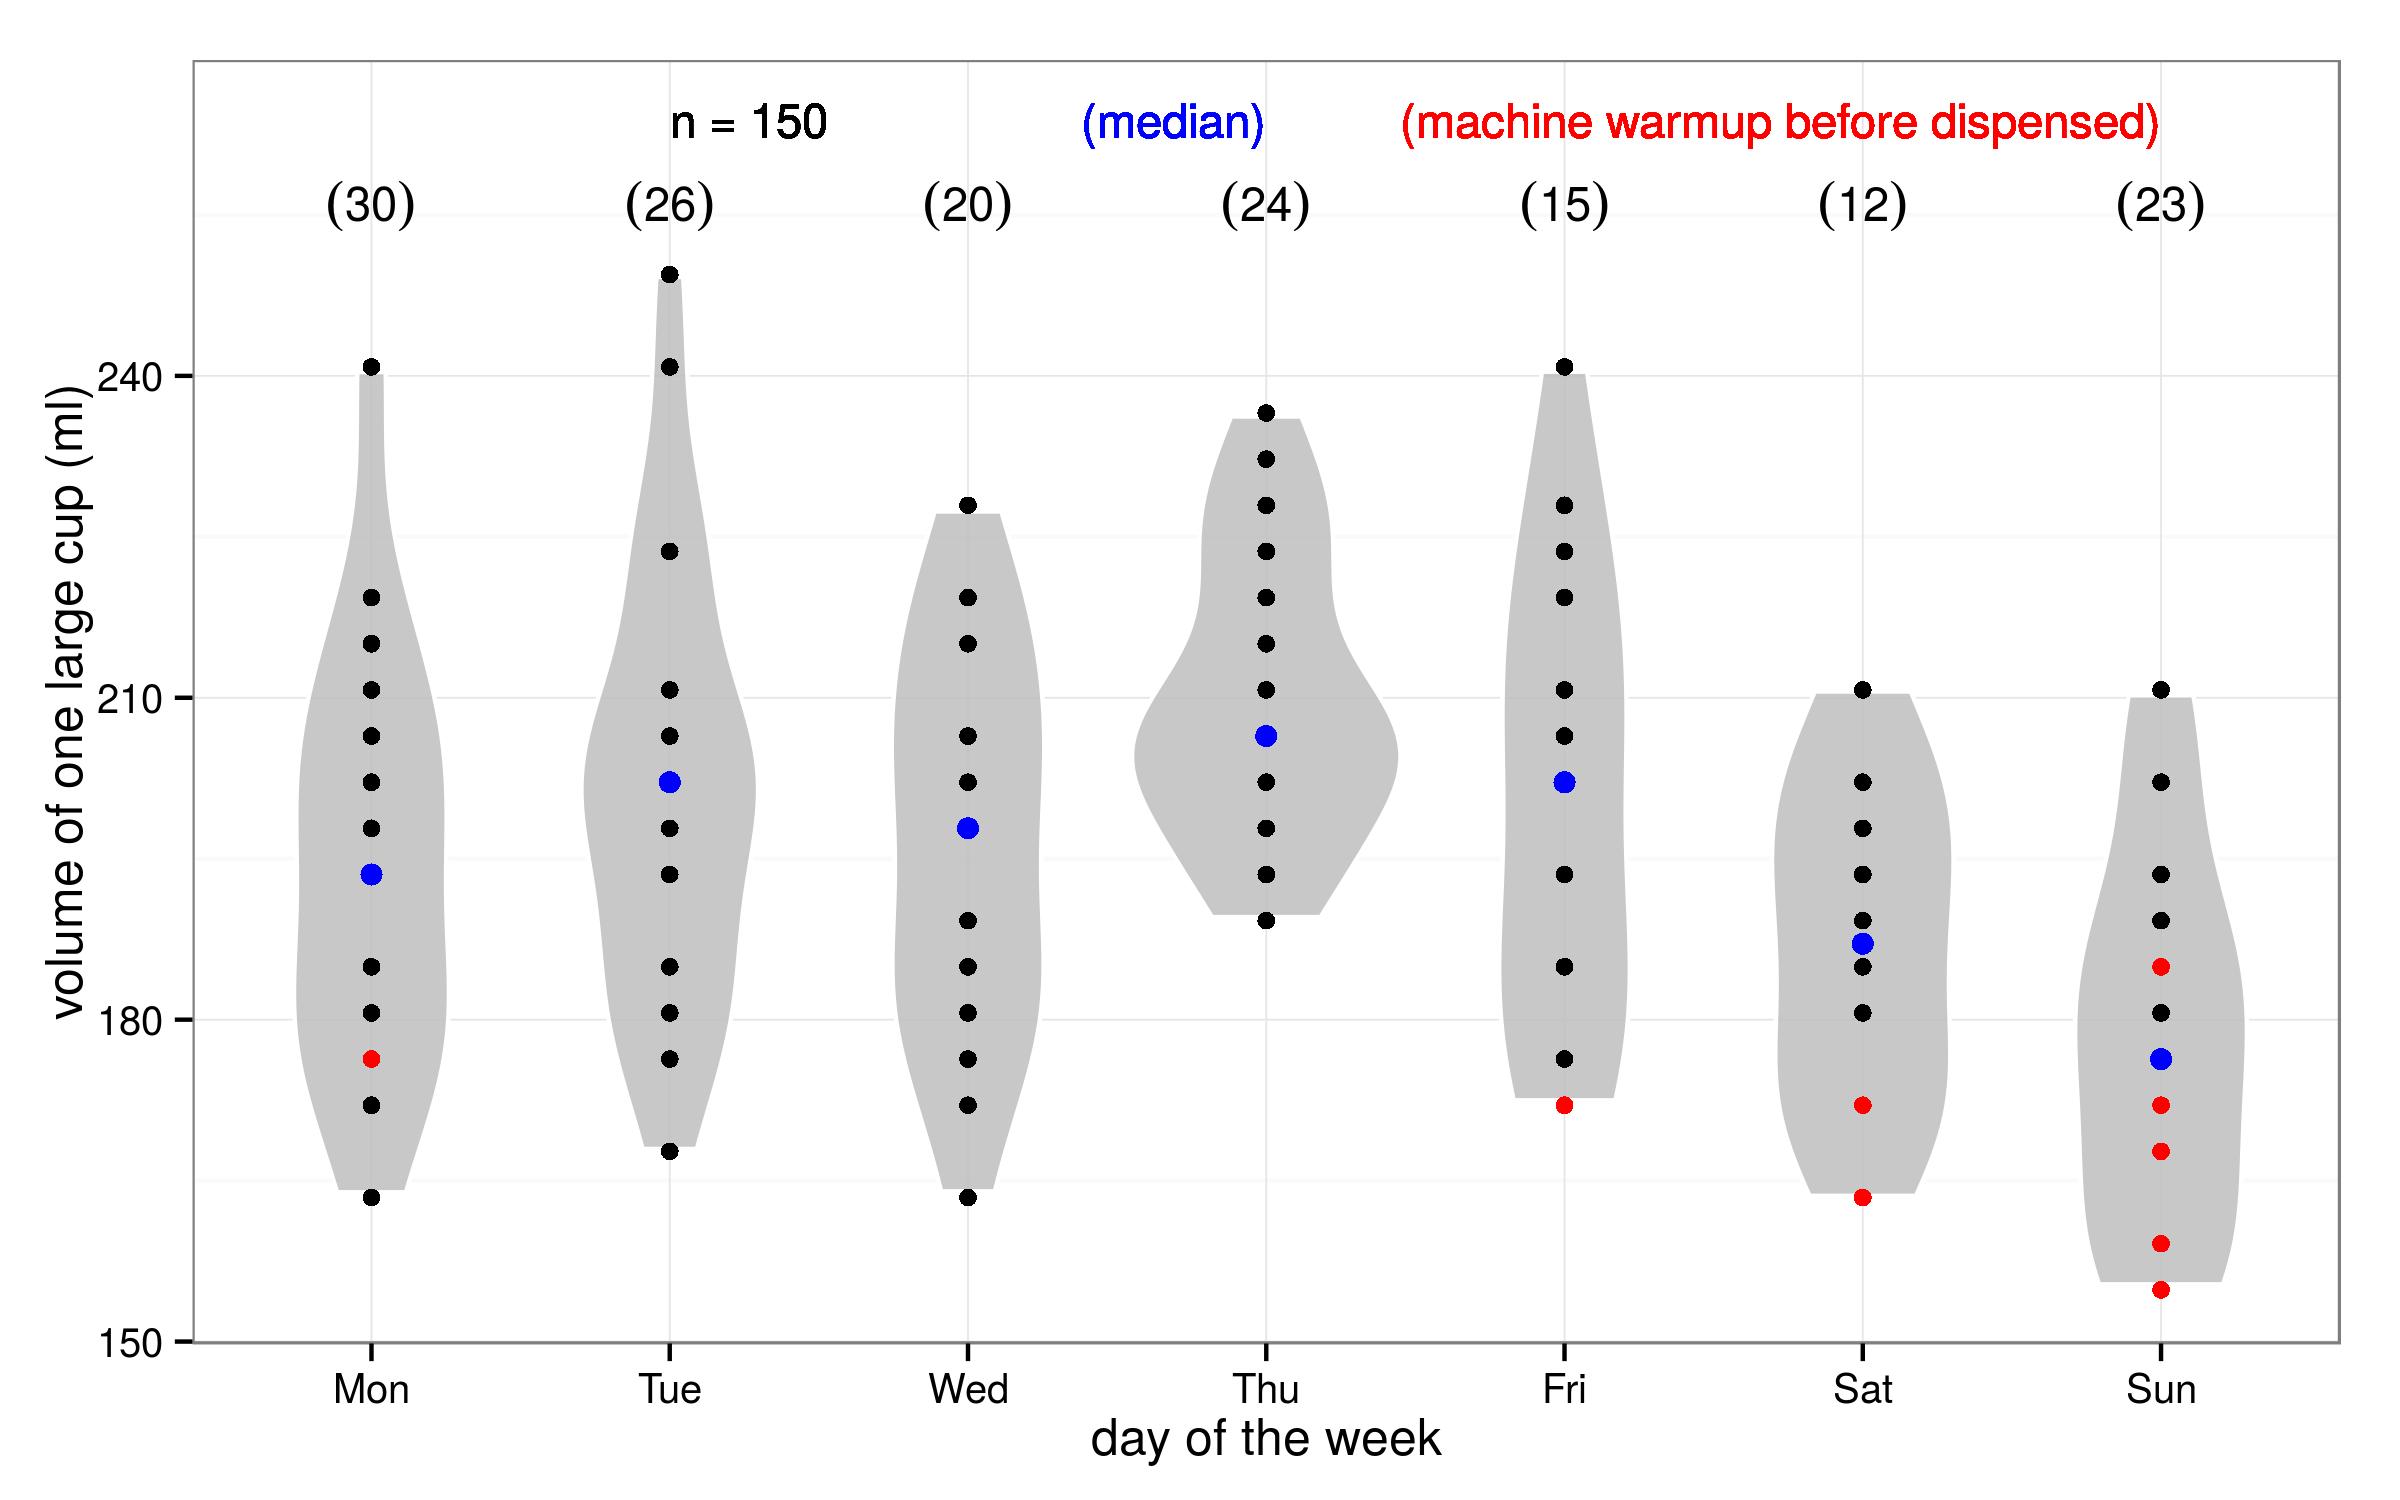 n = 150 (median) (machine warmup before dispensed)
(30) (26) (20) (24) (15) (12) (23)
240
210
180
150
volume of one large cup (ml)
Mon Tue Wed Thu Fri Sat Sun
day of the week